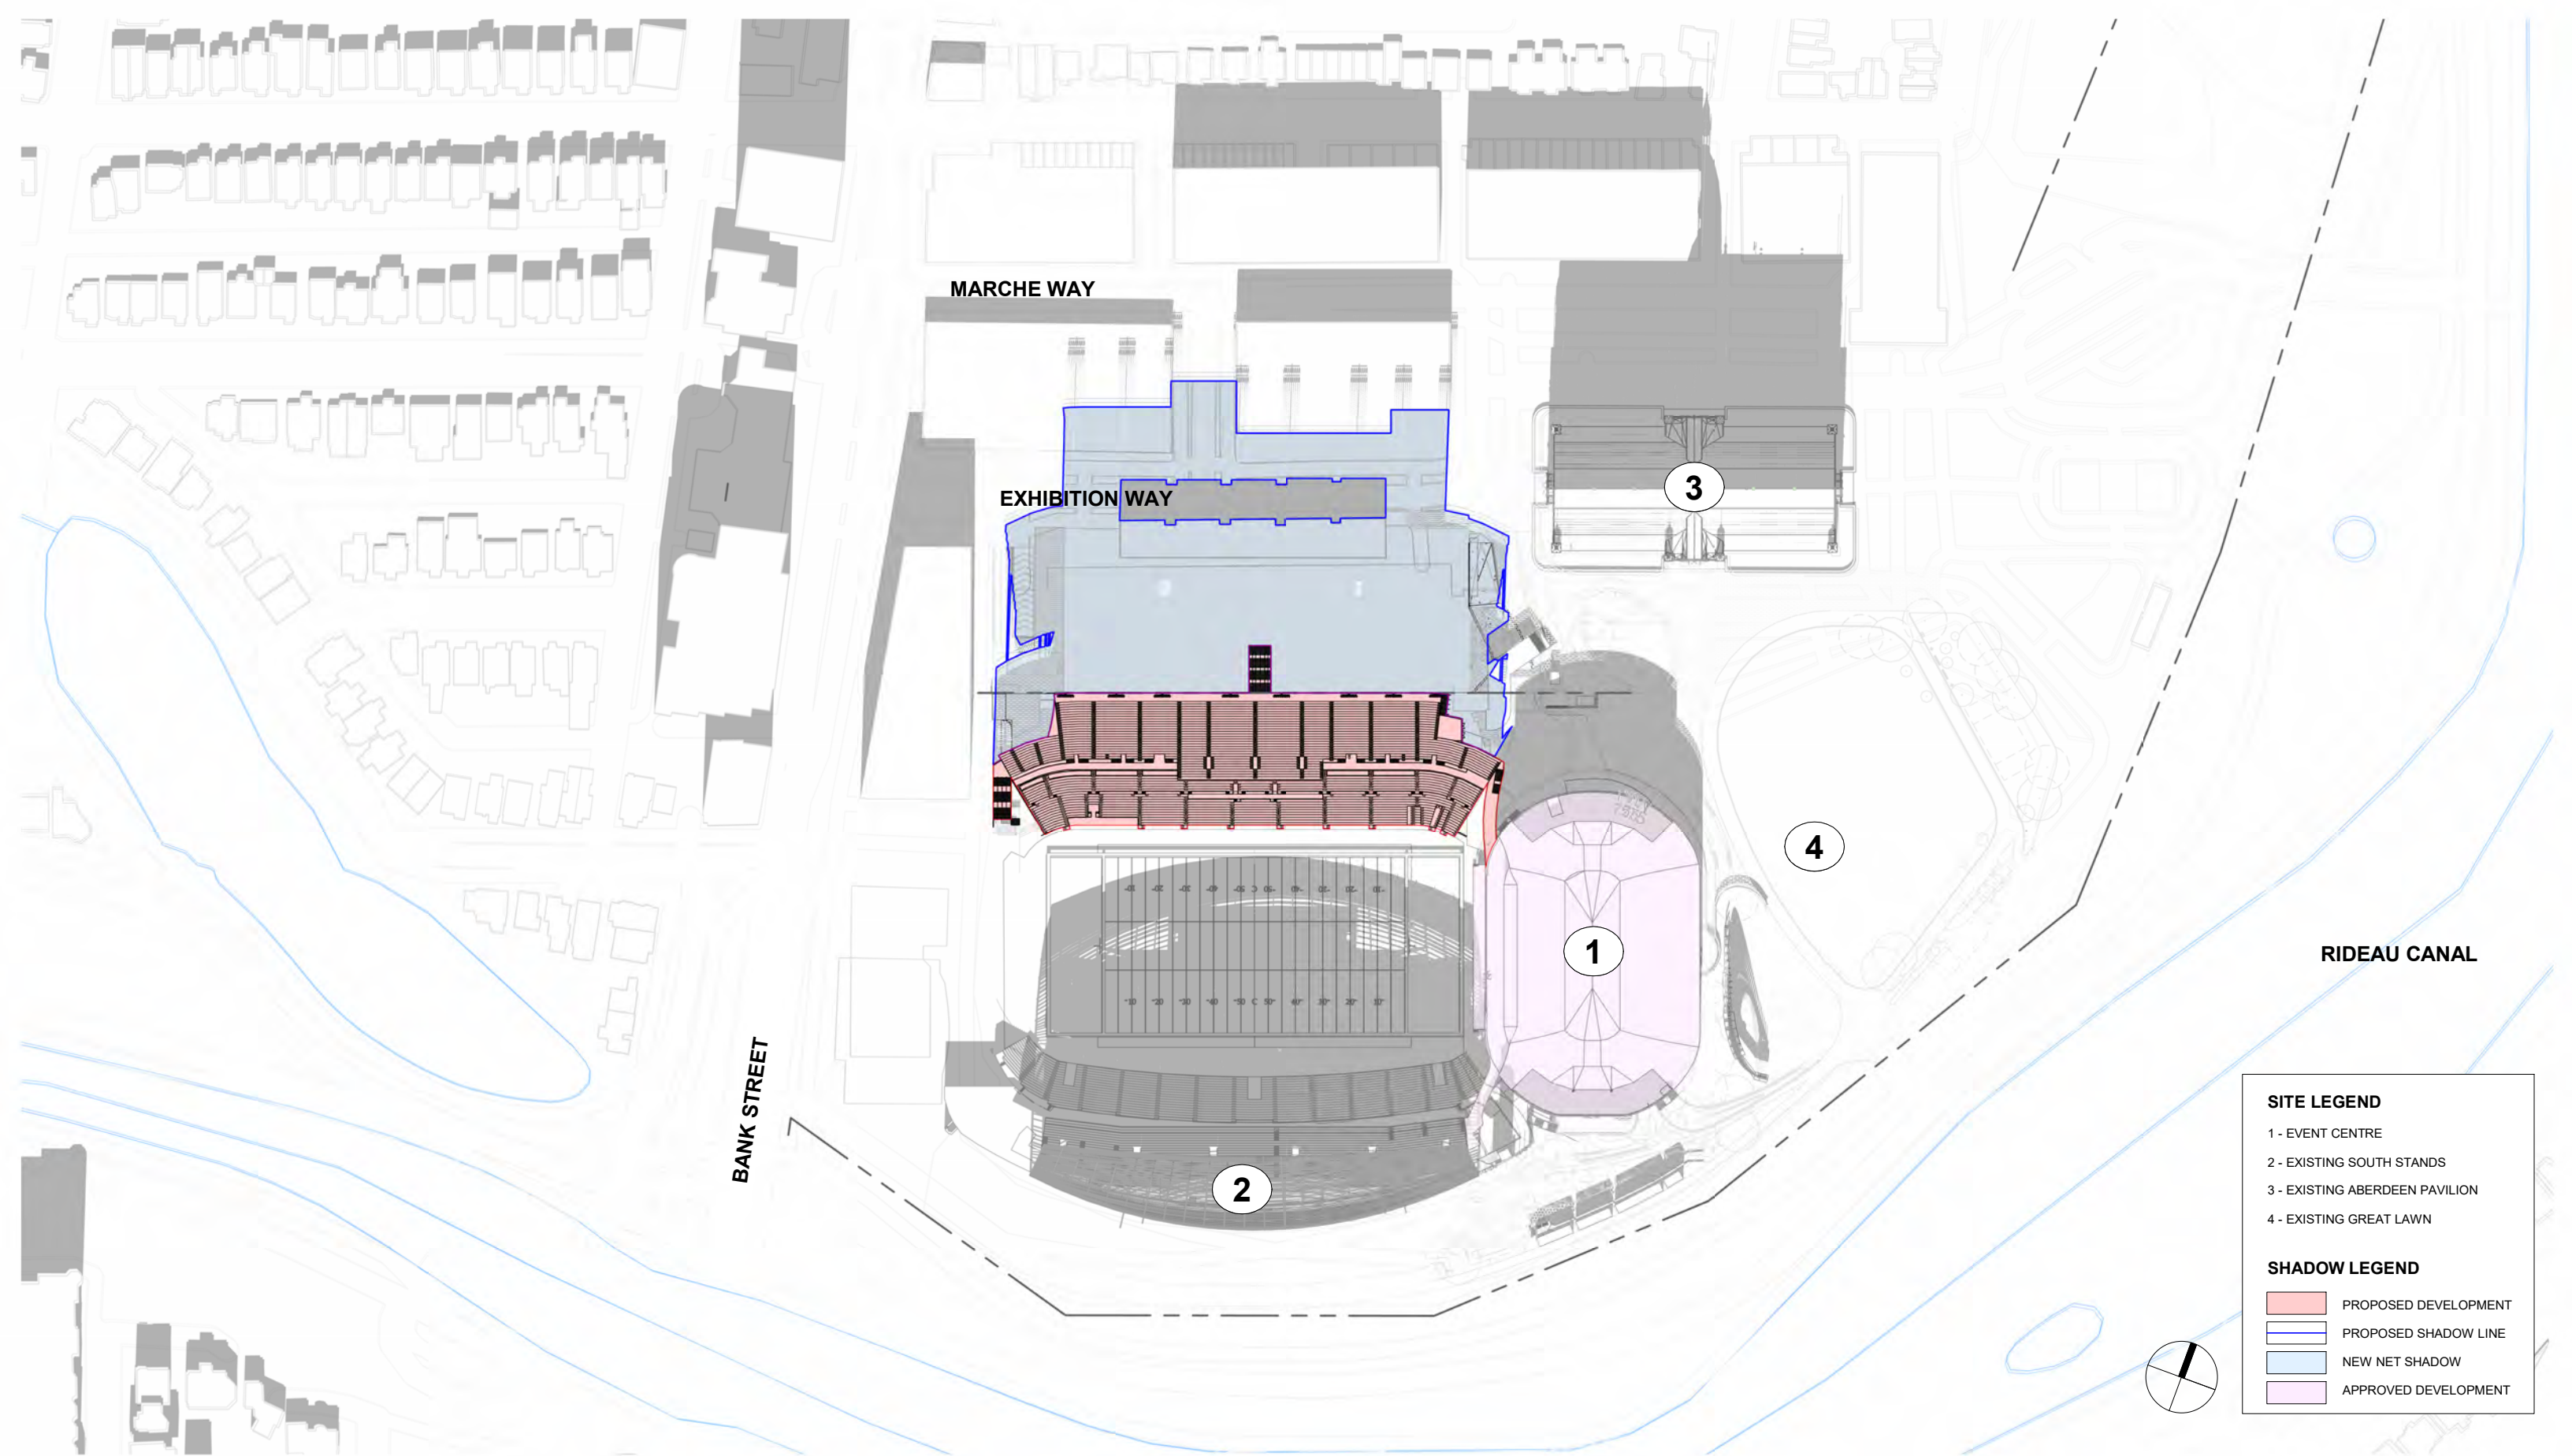 MARCHE WAY
EXHIBITION WAY
3
4
1
RIDEAU CANAL
BANK STREET
2
SITE LEGEND
1 - EVENT CENTRE
2 - EXISTING SOUTH STANDS
3 - EXISTING ABERDEEN PAVILION
4 - EXISTING GREAT LAWN
SHADOW LEGEND
PROPOSED DEVELOPMENT
PROPOSED SHADOW LINE
NEW NET SHADOW
APPROVED DEVELOPMENT